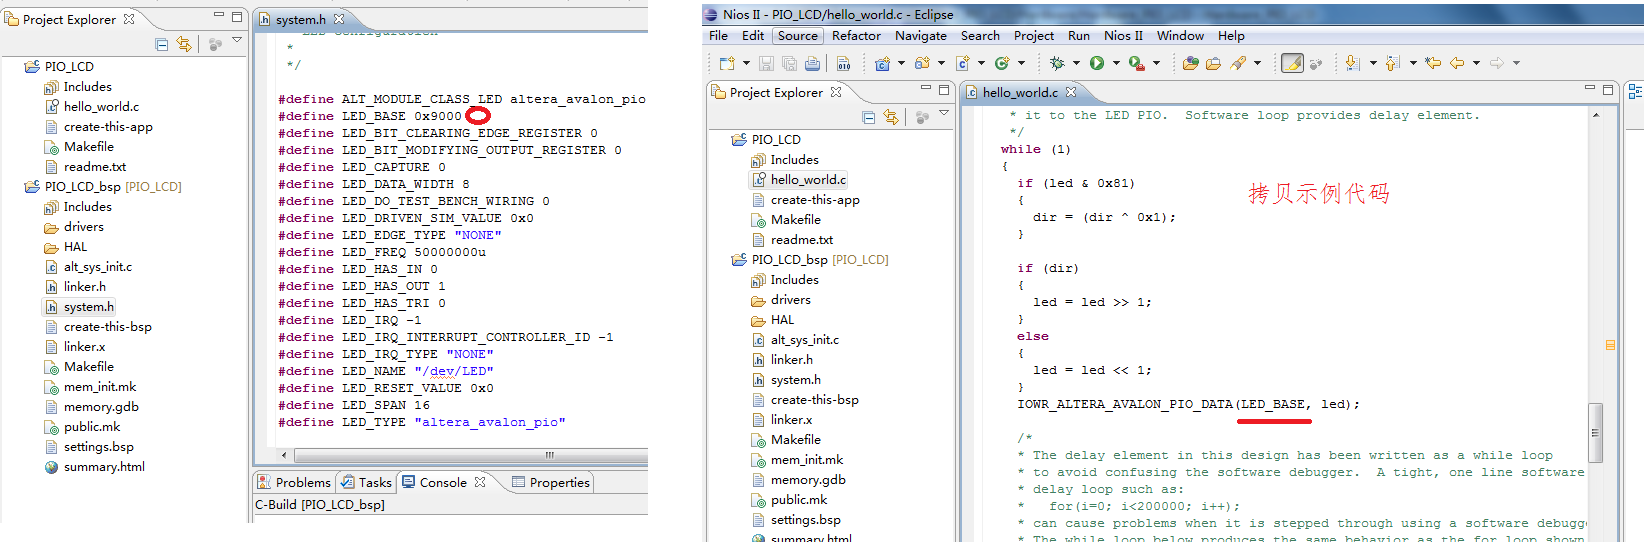 Project Explorer
PIO_LCD
Includes
hello_world.c
create-this-app
Makefile
readme.txt
PIO_LCD_bsp [PIO_LCD]
Includes
drivers
HAL
alt_sys_init.c
linker.h
system.h
create-this-bsp
linker.x
Makefile
mem_init.mk
memory.gdb
public.mk
settings.bsp
summary.html
system.h
*
*/
#define ALT_MODULE_CLASS_LED altera_avalon_pio
#define LED_BASE 0x9000
#define LED_BIT_CLEARING_EDGE_REGISTER 0
#define LED_BIT_MODIFYING_OUTPUT_REGISTER 0
#define LED_CAPTURE 0
#define LED_DATA_WIDTH 8
#define LED_DO_TEST_BENCH_WIRING 0
#define LED_DRIVEN_SIM_VALUE 0x0
#define LED_EDGE_TYPE "NONE"
#define LED_FREQ 50000000u
#define LED_HAS_IN 0
#define LED_HAS_OUT 1
#define LED_HAS_TRI 0
#define LED_IRQ -1
#define LED_IRQ_INTERRUPT_CONTROLLER_ID -1
#define LED_IRQ_TYPE "NONE"
#define LED_NAME "/dev/LED"
#define LED_RESET_VALUE 0x0
#define LED_SPAN 16
#define LED_TYPE "altera_avalon_pio"
Problems Tasks Console Properties
C-Build [PIO_LCD_bsp]
Nios II - PIO_LCD/hello_world.c - Eclipse
File Edit Source Refactor Navigate Search Project Run Nios II Window Help
Project Explorer
PIO_LCD
Includes
hello_world.c
create-this-app
Makefile
readme.txt
PIO_LCD_bsp [PIO_LCD]
Includes
drivers
HAL
alt_sys_init.c
linker.h
system.h
create-this-bsp
linker.x
Makefile
mem_init.mk
memory.gdb
public.mk
settings.bsp
summary.html
hello_world.c
* it to the LED PIO.  Software loop provides delay element.
*/
while (1)
{
if (led & 0x81)
{
dir = (dir ^ 0x1);
}
拷贝示例代码
if (dir)
{
led = led >> 1;
}
else
{
led = led << 1;
}
IOWR_ALTERA_AVALON_PIO_DATA(LED_BASE, led);
/*
* The delay element in this design has been written as a while loop
* to avoid confusing the software debugger.  A tight, one line software
* delay loop such as:
*   for(i=0; i<200000; i++);
* can cause problems when it is stepped through using a software debugge
* The while loop below produces the same behavior as the for loop shown